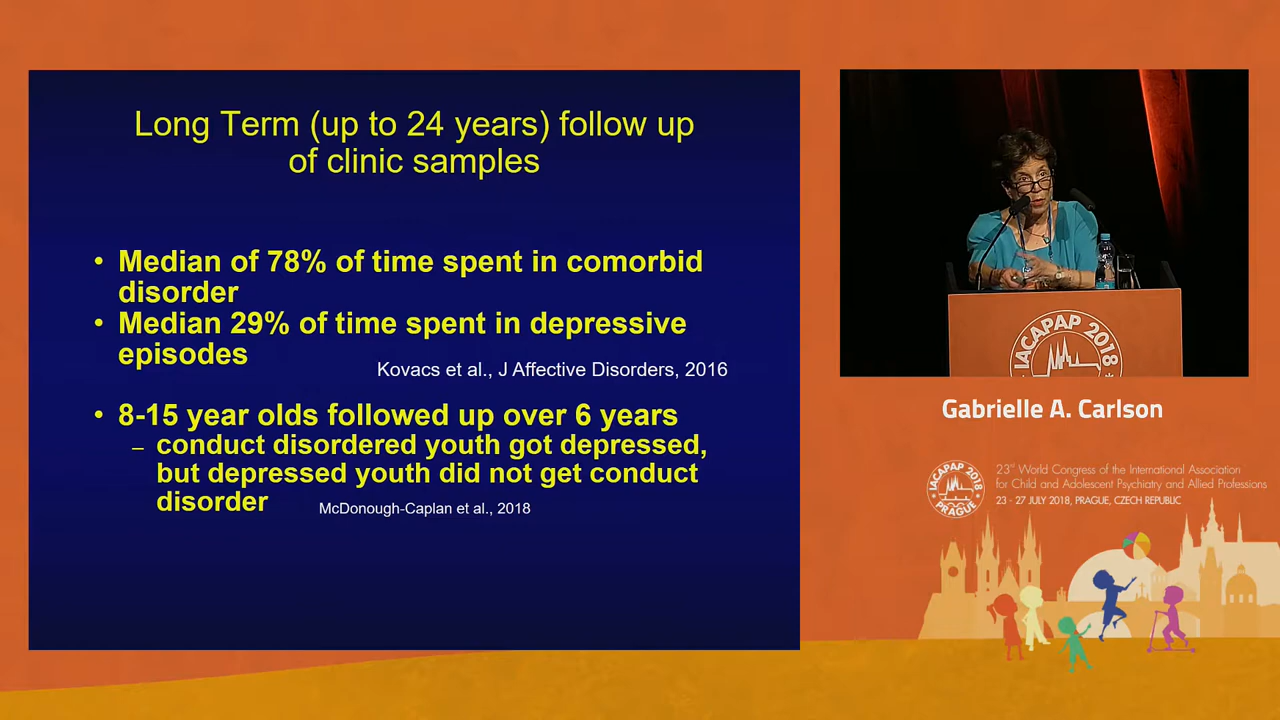 Long Term (up to 24 years) follow up
of clinic samples
• Median of 78% of time spent in comorbid
disorder
• Median 29% of time spent in depressive
episodes
Kovacs et al., J Affective Disorders, 2016
• 8-15 year olds followed up over 6 years
– conduct disordered youth got depressed,
but depressed youth did not get conduct
disorder
McDonough-Caplan et al., 2018
IACAPAP 2018
Gabrielle A. Carlson
IACAPAP 2018
PRAGUE
23rd World Congress of the International Association
for Child and Adolescent Psychiatry and Allied Professions
23 - 27 JULY 2018, PRAGUE, CZECH REPUBLIC